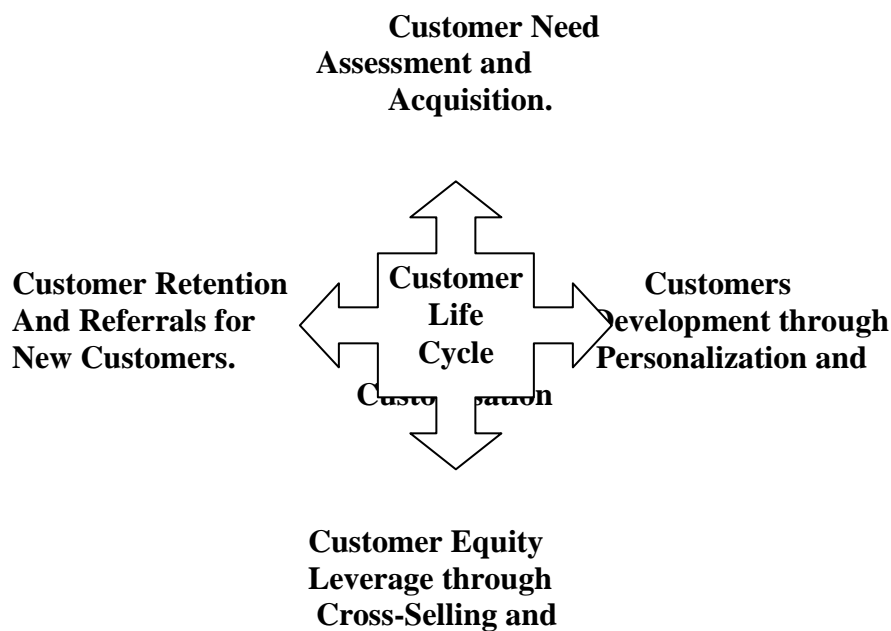 Customer Need
Assessment and
Acquisition.
Customer Retention
And Referrals for
New Customers.
Customer
Life
Cycle
Customers
Development through
Personalization and
Customisation
Customer Equity
Leverage through
Cross-Selling and